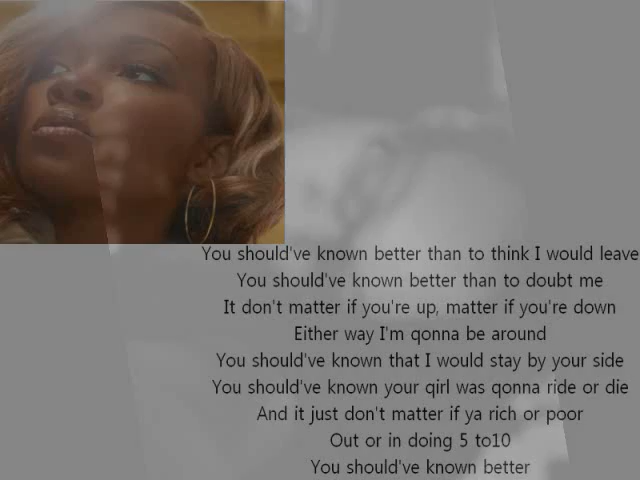 You should've known better than to think I would leave
You should've known better than to doubt me
It don't matter if you're up, matter if you're down
Either way I'm qonna be around
You should've known that I would stay by your side
You should've known your qirl was qonna ride or die
And it just don't matter if ya rich or poor
Out or in doing 5 to10
You should've known better